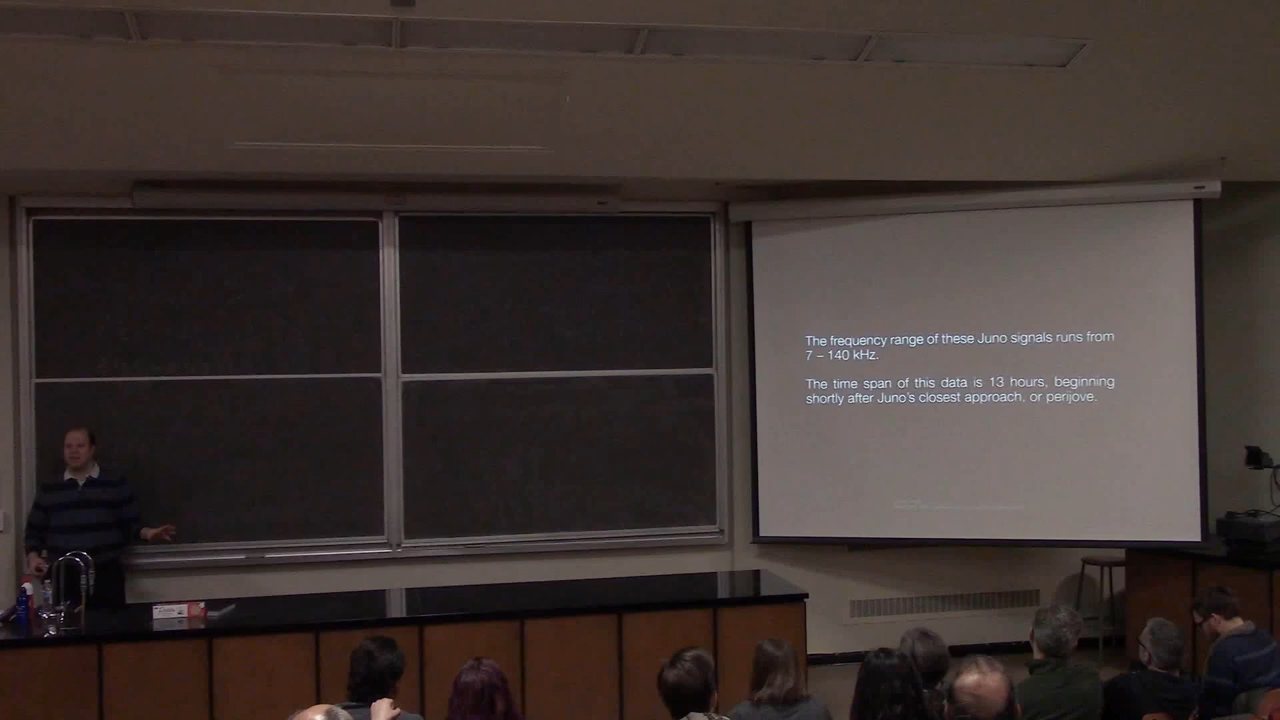 The frequency range of these Juno signals runs from
7 – 140 kHz.
The time span of this data is 13 hours, beginning
shortly after Juno's closest approach, or perijove.